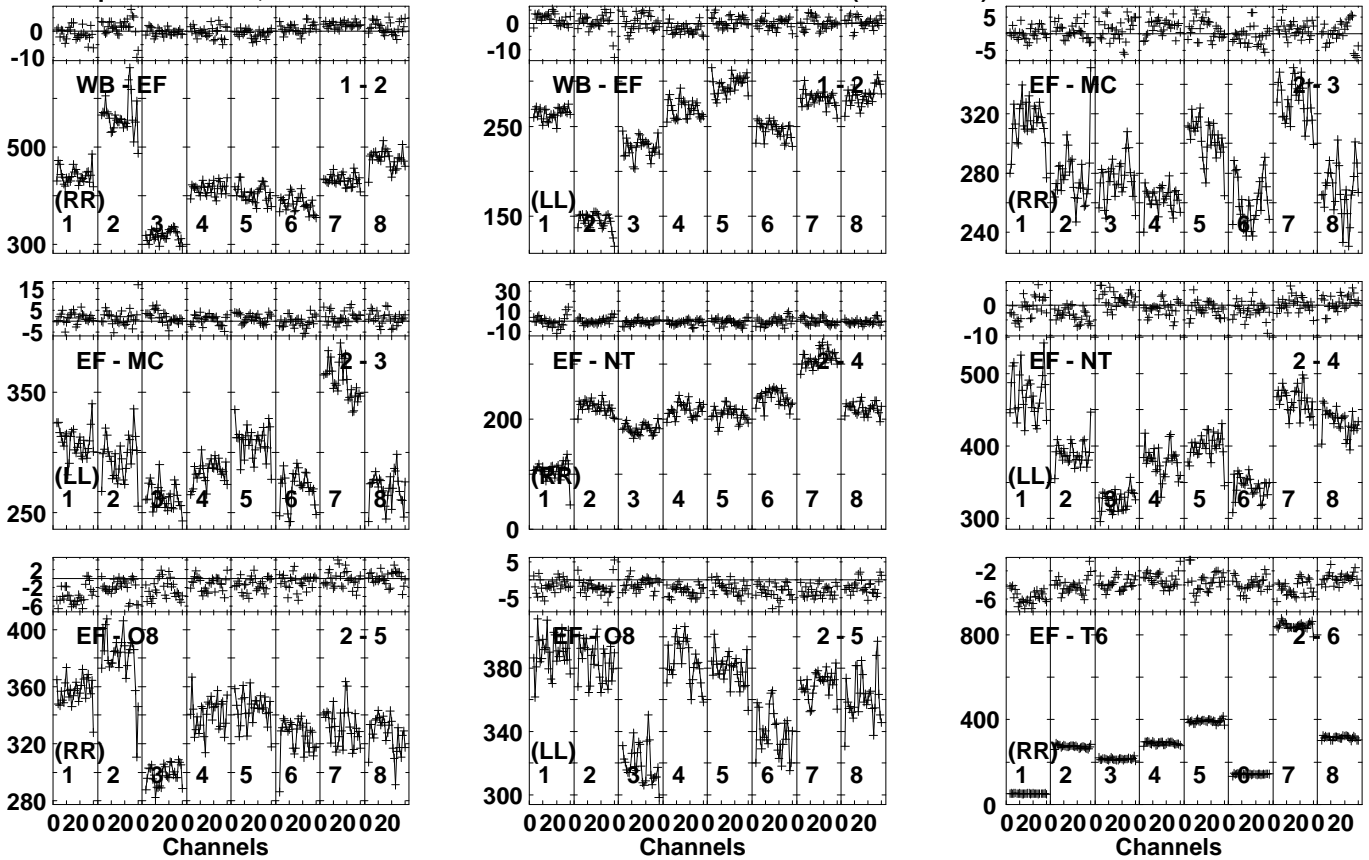 0
-10
WB - EF 1 - 2
500
300
(RR)
1 2 3 4 5 6 7 8
0
-10
WB - EF 1 - 2
250
150
(LL)
1 2 3 4 5 6 7 8
5
-5
EF - MC 2 - 3
320
280
240
(RR)
1 2 3 4 5 6 7 8
15
5
-5
EF - MC 2 - 3
350
250
(LL)
1 2 3 4 5 6 7 8
30
10
-10
EF - NT 2 - 4
200
0
(RR)
1 2 3 4 5 6 7 8
0
-10
EF - NT 2 - 4
500
400
300
(LL)
1 2 3 4 5 6 7 8
2
-2
-6
EF - O8 2 - 5
400
360
320
280
(RR)
1 2 3 4 5 6 7 8
0 20 0 20 0 20 0 20 0 20 0 20 0 20 0 20
Channels
5
-5
EF - O8 2 - 5
380
340
300
(LL)
1 2 3 4 5 6 7 8
0 20 0 20 0 20 0 20 0 20 0 20 0 20 0 20
Channels
-2
-6
EF - T6 2 - 6
800
400
0
(RR)
1 2 3 4 5 6 7 8
0 20 0 20 0 20 0 20 0 20 0 20 0 20 0 20
Channels